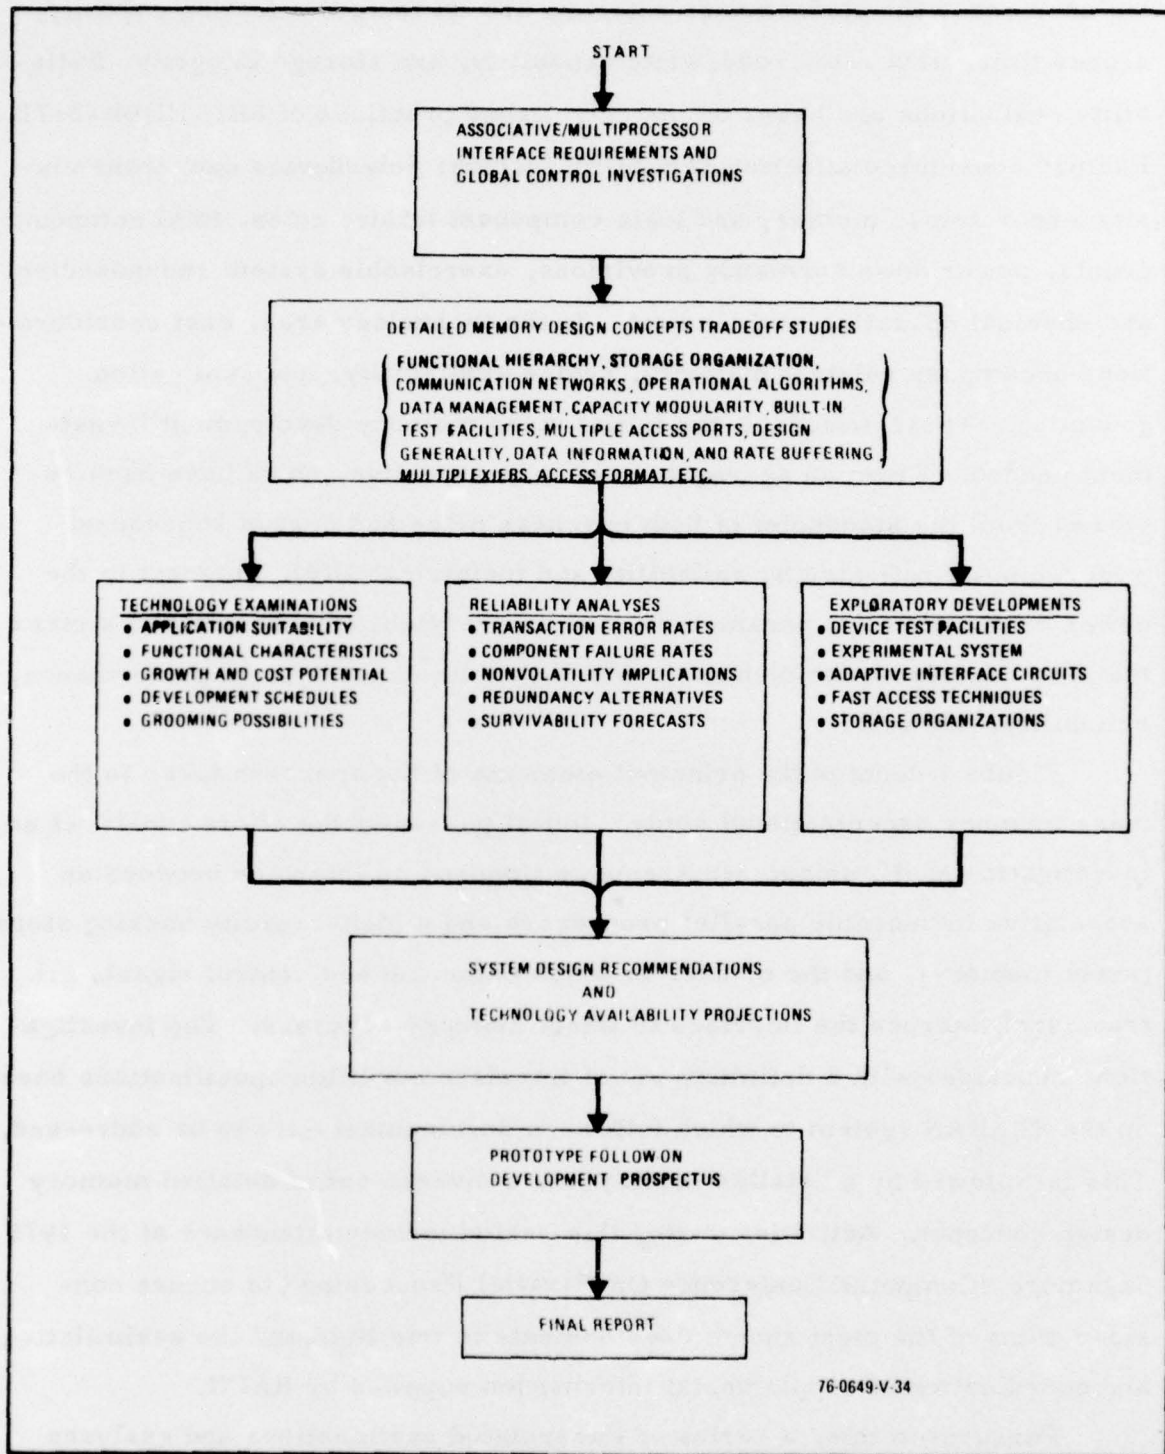 START
ASSOCIATIVE/MULTIPROCESSOR
INTERFACE REQUIREMENTS AND
GLOBAL CONTROL INVESTIGATIONS
DETAILED MEMORY DESIGN CONCEPTS TRADEOFF STUDIES
FUNCTIONAL HIERARCHY, STORAGE ORGANIZATION,
COMMUNICATION NETWORKS, OPERATIONAL ALGORITHMS,
DATA MANAGEMENT, CAPACITY MODULARITY, BUILT-IN
TEST FACILITIES, MULTIPLE ACCESS PORTS, DESIGN
GENERALITY, DATA INFORMATION, AND RATE BUFFERING,
MULTIPLEXIERS, ACCESS FORMAT, ETC.
TECHNOLOGY EXAMINATIONS
• APPLICATION SUITABILITY
• FUNCTIONAL CHARACTERISTICS
• GROWTH AND COST POTENTIAL
• DEVELOPMENT SCHEDULES
• GROOMING POSSIBILITIES
RELIABILITY ANALYSES
• TRANSACTION ERROR RATES
• COMPONENT FAILURE RATES
• NONVOLATILITY IMPLICATIONS
• REDUNDANCY ALTERNATIVES
• SURVIVABILITY FORECASTS
EXPLORATORY DEVELOPMENTS
• DEVICE TEST FACILITIES
• EXPERIMENTAL SYSTEM
• ADAPTIVE INTERFACE CIRCUITS
• FAST ACCESS TECHNIQUES
• STORAGE ORGANIZATIONS
SYSTEM DESIGN RECOMMENDATIONS
AND
TECHNOLOGY AVAILABILITY PROJECTIONS
PROTOTYPE FOLLOW ON
DEVELOPMENT PROSPECTUS
FINAL REPORT
76-0649-V-34